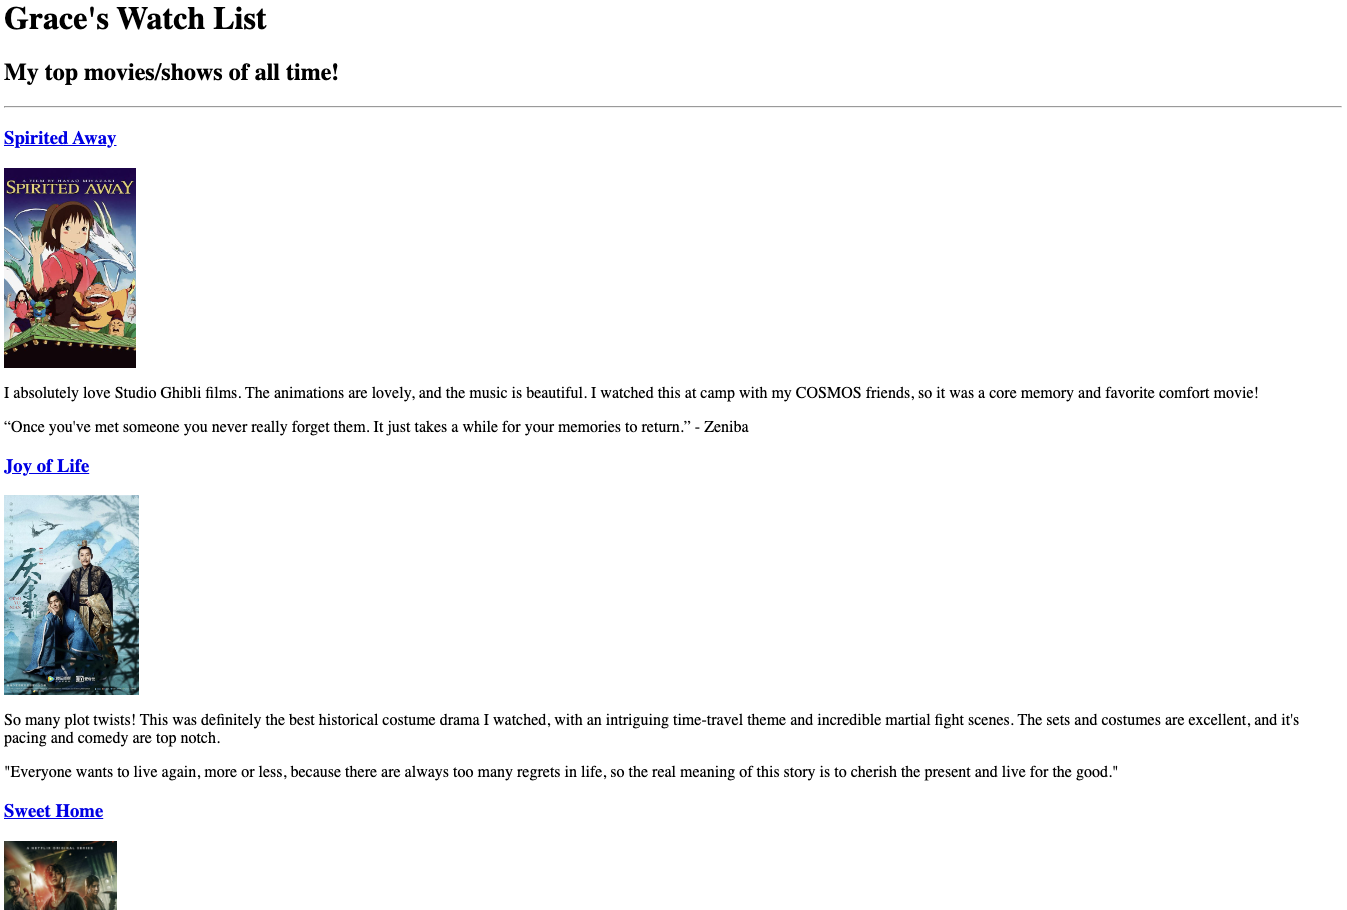 Grace's Watch List
My top movies/shows of all time!
Spirited Away
A FILM BY HAYAO MIYAZAKI
SPIRITED AWAY
I absolutely love Studio Ghibli films. The animations are lovely, and the music is beautiful. I watched this at camp with my COSMOS friends, so it was a core memory and favorite comfort movie!
“Once you've met someone you never really forget them. It just takes a while for your memories to return.” - Zeniba
Joy of Life
庆余年
So many plot twists! This was definitely the best historical costume drama I watched, with an intriguing time-travel theme and incredible martial fight scenes. The sets and costumes are excellent, and it's
pacing and comedy are top notch.
"Everyone wants to live again, more or less, because there are always too many regrets in life, so the real meaning of this story is to cherish the present and live for the good."
Sweet Home
A NETFLIX ORIGINAL SERIES